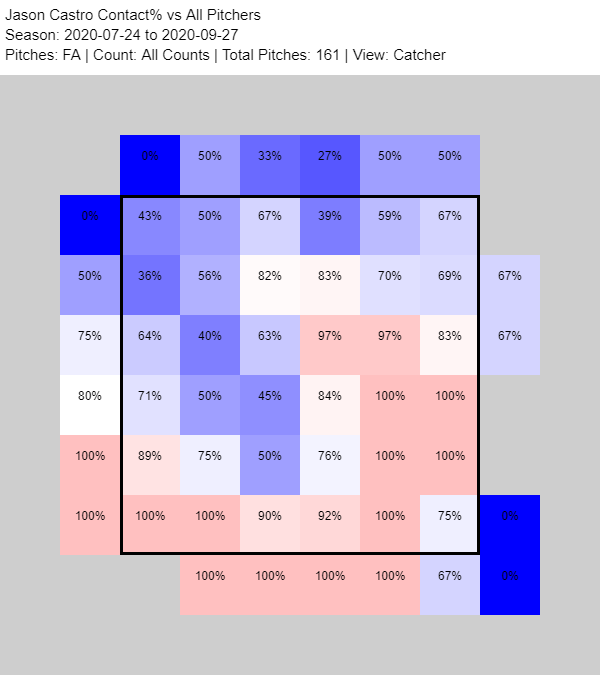 Jason Castro Contact% vs All Pitchers
Season: 2020-07-24 to 2020-09-27
Pitches: FA | Count: All Counts | Total Pitches: 161 | View: Catcher
0% 50% 33% 27% 50% 50%
0% 43% 50% 67% 39% 59% 67%
50% 36% 56% 82% 83% 70% 69% 67%
75% 64% 40% 63% 97% 97% 83% 67%
80% 71% 50% 45% 84% 100% 100%
100% 89% 75% 50% 76% 100% 100%
100% 100% 100% 90% 92% 100% 75% 0%
100% 100% 100% 100% 67% 0%